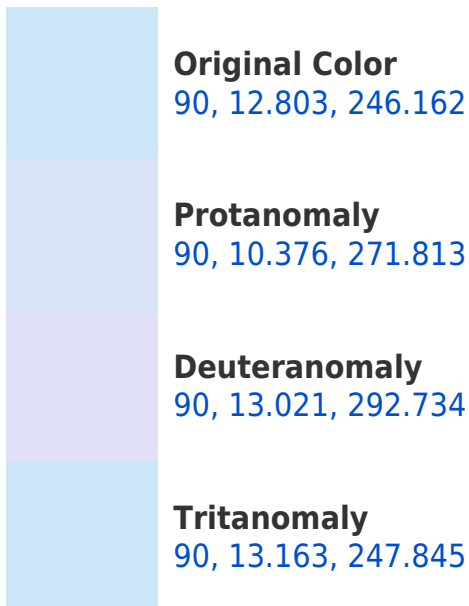 Original Color
90, 12.803, 246.162
Protanomaly
90, 10.376, 271.813
Deuteranomaly
90, 13.021, 292.734
Tritanomaly
90, 13.163, 247.845